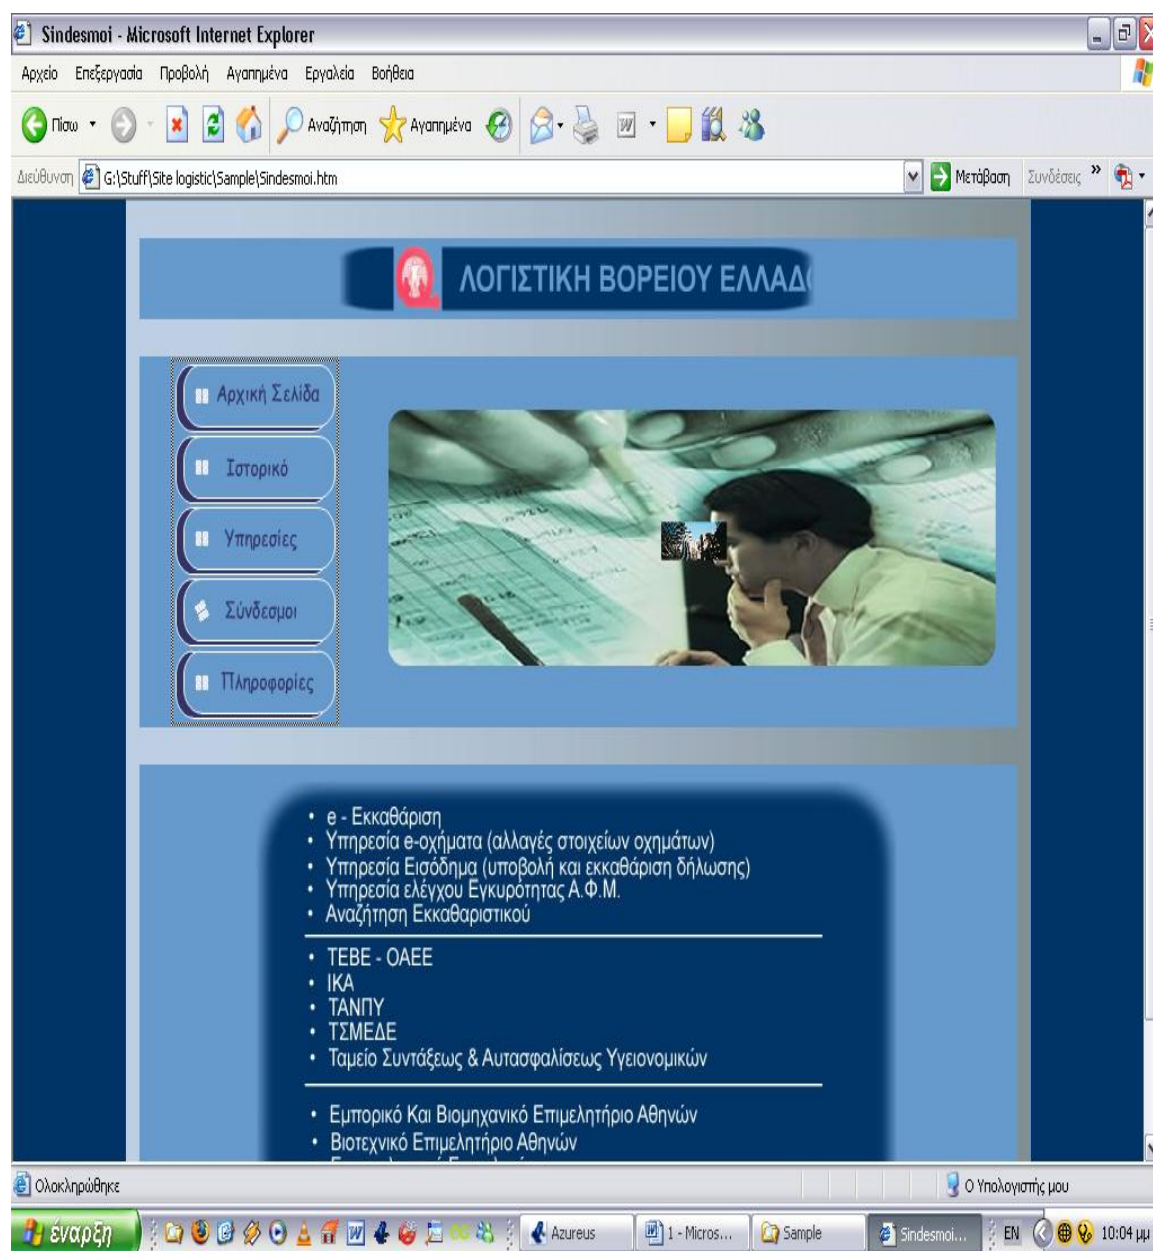 Sindesmoi - Microsoft Internet Explorer
Αρχείο Επεξεργασία Προβολή Αγαπημένα Εργαλεία Βοήθεια
Πίσω Αναζήτηση Αγαπημένα
Διεύθυνση G:\Stuff\Site logistic\Sample\Sindesmoi.htm Μετάβαση Συνδέσεις »
ΛΟΓΙΣΤΙΚΗ ΒΟΡΕΙΟΥ
Αρχική Σελίδα
Ιστορικό
Υπηρεσίες
Σύνδεσμοι
Πληροφορίες
• e - Εκκαθάριση
• Υπηρεσία e-οχήματα (αλλαγές στοιχείων οχημάτων)
• Υπηρεσία Εισόδημα (υποβολή και εκκαθάριση δήλωσης)
• Υπηρεσία ελέγχου Εγκυρότητας Α.Φ.Μ.
• Αναζήτηση Εκκαθαριστικού
• ΤΕΒΕ - ΟΑΕΕ
• ΙΚΑ
• ΤΑΝΠΥ
• ΤΣΜΕΔΕ
• Ταμείο Συντάξεως & Αυτασφαλίσεως Υγειονομικών
• Εμπορικό Και Βιομηχανικό Επιμελητήριο Αθηνών
• Βιοτεχνικό Επιμελητήριο Αθηνών
Ολοκληρώθηκε Ο Υπολογιστής μου
έναρξη Azureus 1 - Micros... Sample Sindesmoi... EN 10:04 μμ